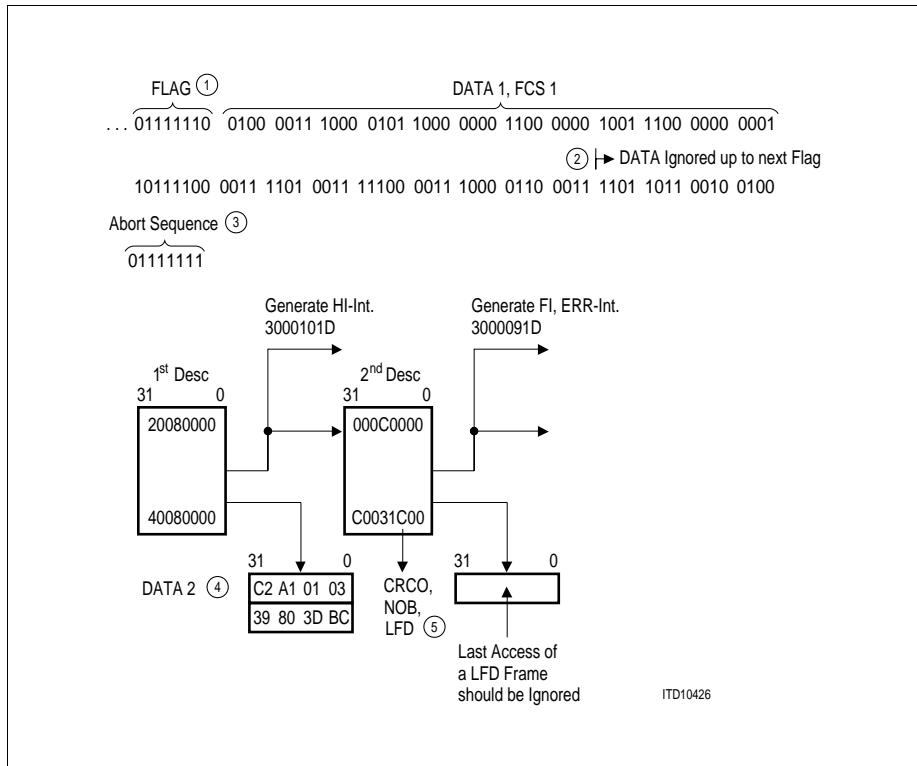 FLAG 1 DATA 1, FCS 1
... 01111110 0100 0011 1000 0101 1000 0000 1100 0000 1001 1100 0000 0001
2 DATA Ignored up to next Flag
10111100 0011 1101 0011 11100 0011 1000 0110 0011 1101 1011 0010 0100
Abort Sequence 3
01111111
Generate HI-Int. Generate FI, ERR-Int.
3000101D 3000091D
1st Desc 2nd Desc
31 0 31 0
20080000 000C0000
40080000 C0031C00
31 0 31 0
DATA 2 4 C2 A1 01 03 CRCO,
39 80 3D BC NOB,
LFD 5
Last Access of
a LFD Frame
should be Ignored
ITD10426